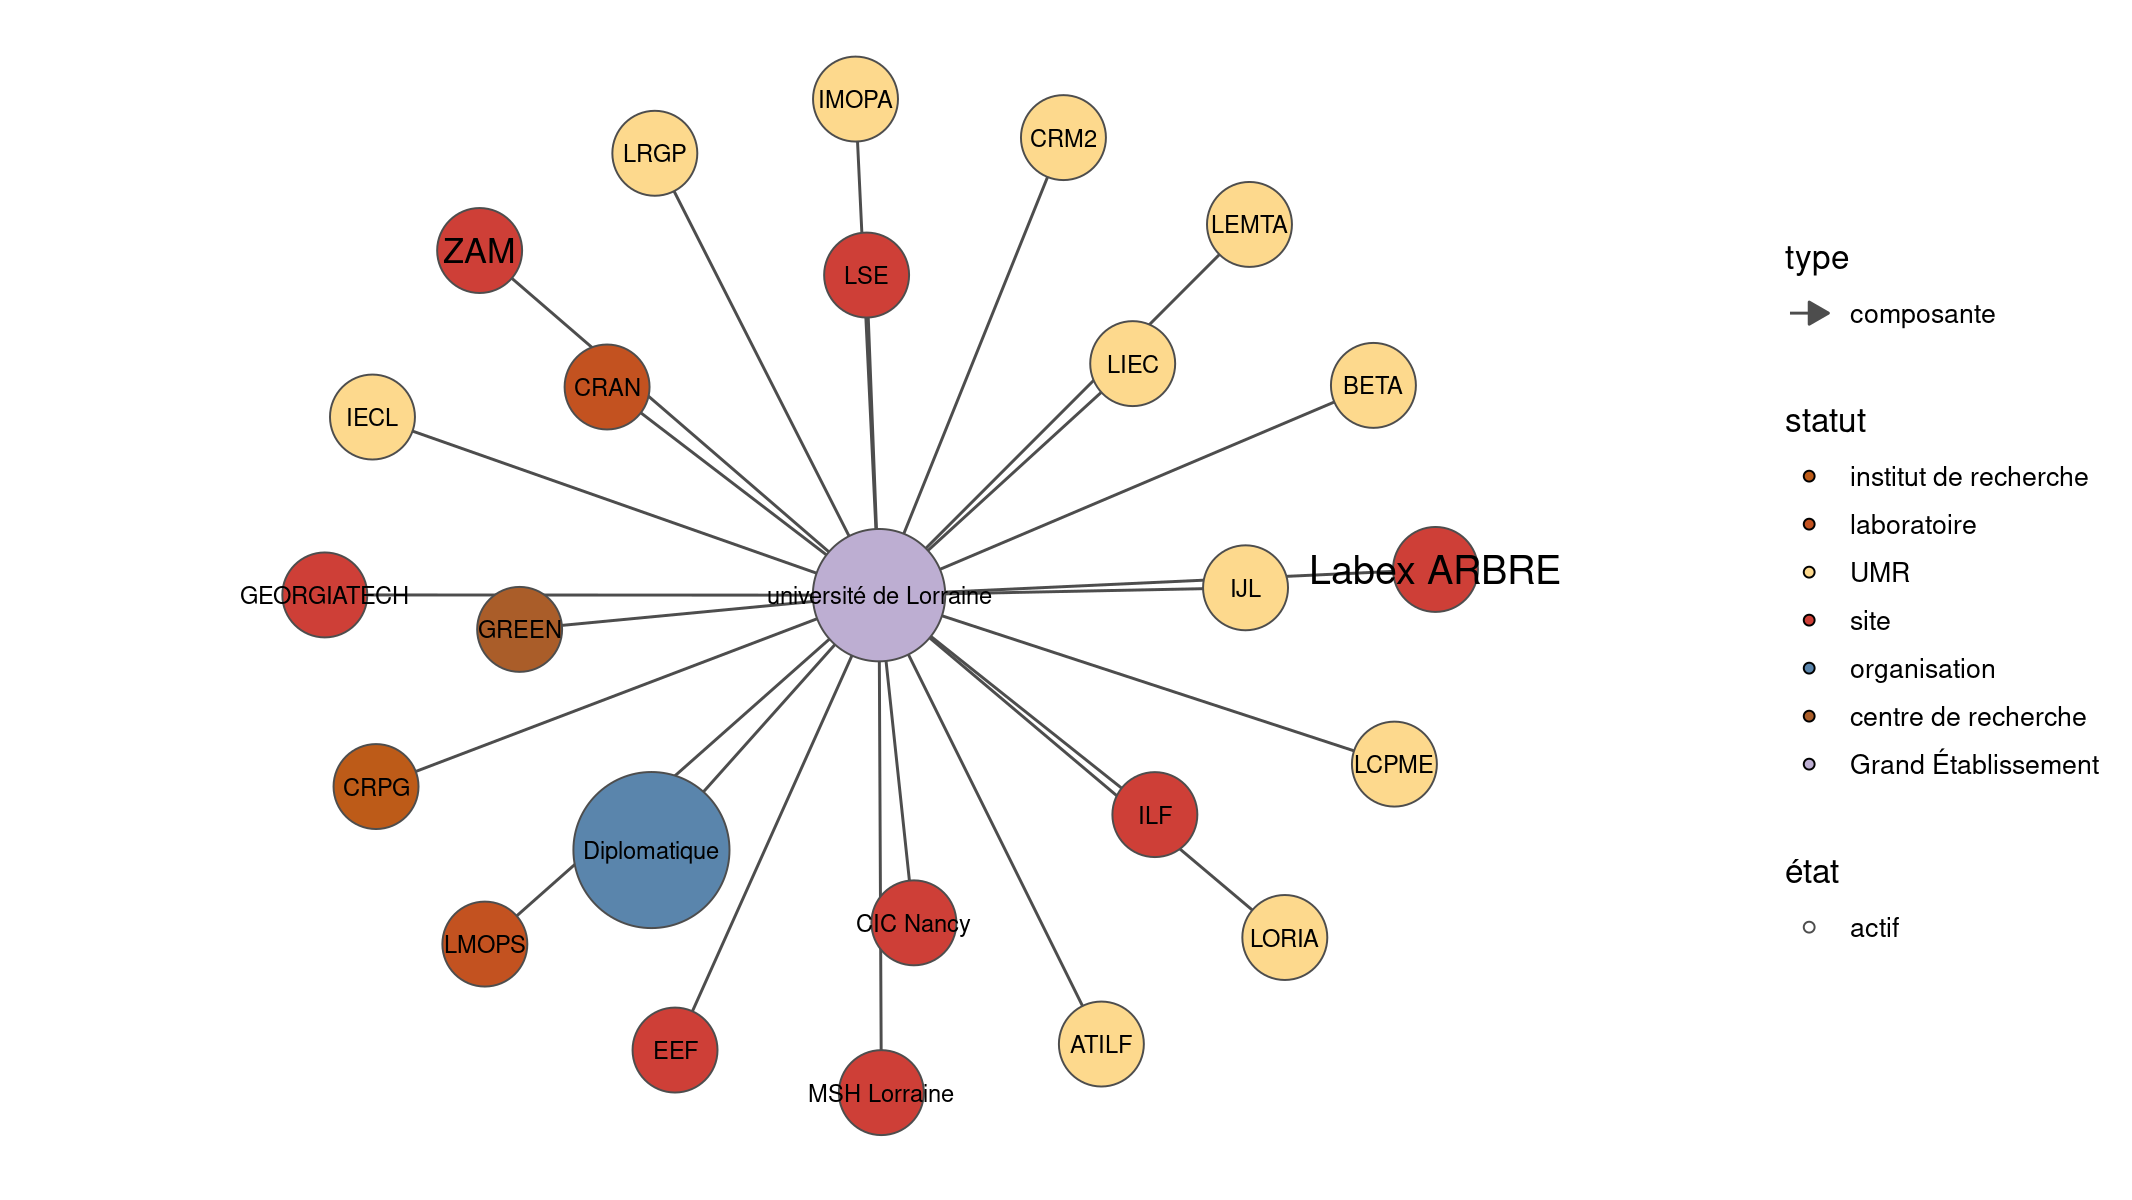 IMOPA
CRM2
LRGP
LEMTA
ZAM
LSE
LIEC
BETA
CRAN
IECL
Labex ARBRE
IJL
GEORGIATECH
université de Lorraine
GREEN
LCPME
CRPG
ILF
Diplomatique
CIC Nancy
LORIA
LMOPS
ATILF
EEF
MSH Lorraine
type
composante
statut
institut de recherche
laboratoire
UMR
site
organisation
centre de recherche
Grand Établissement
état
actif